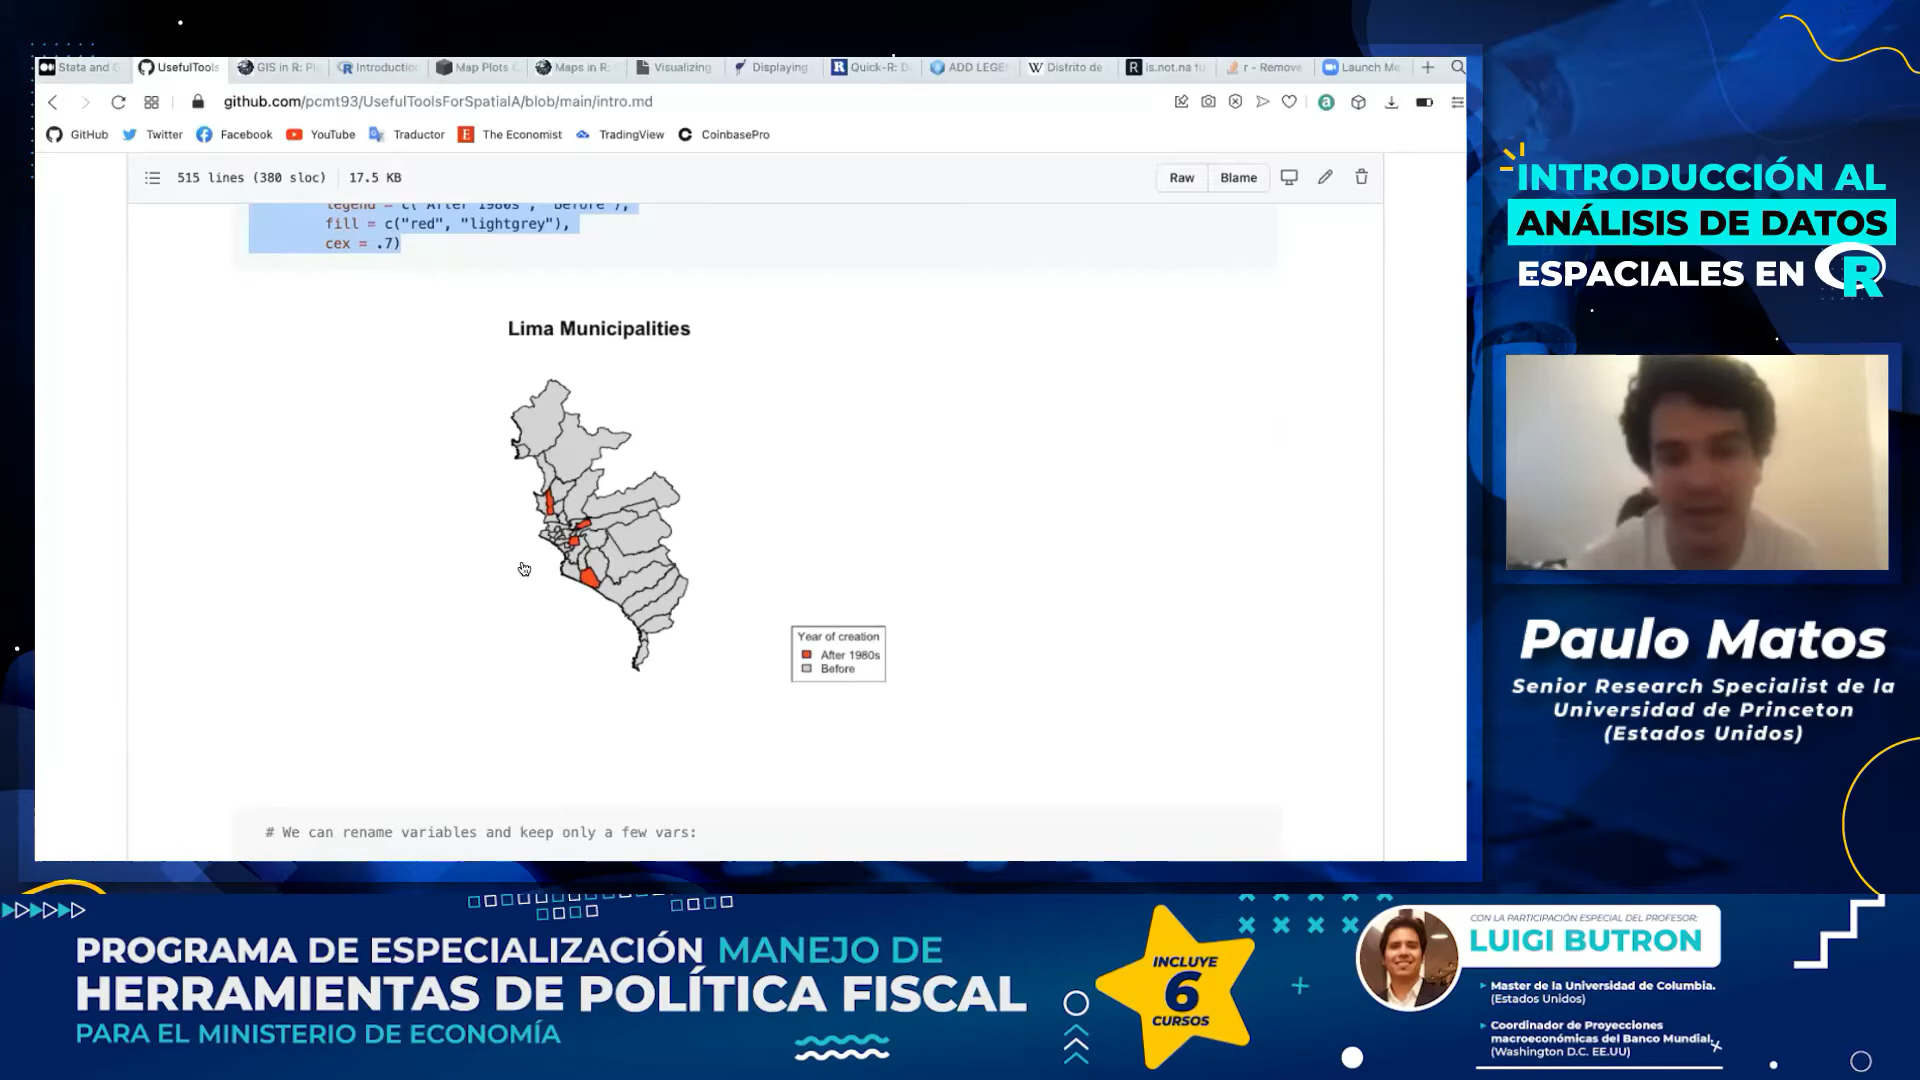 Stata and
UsefulTools
GIS in R: Pl
Introductio
Map Plots
Maps in R:
Visualizing
Displaying
Quick-R: D
ADD LEGE
Distrito de
is.not.na fu
r - Remove
Launch Me
github.com/pcmt93/UsefulToolsForSpatialA/blob/main/intro.md
GitHub
Twitter
Facebook
YouTube
Traductor
The Economist
TradingView
CoinbasePro
515 lines (380 sloc)
17.5 KB
Raw
Blame
legend = c("After 1980s", "Before"),
fill = c("red", "lightgrey"),
cex = .7)
Lima Municipalities
Year of creation
After 1980s
Before
# We can rename variables and keep only a few vars:
INTRODUCCIÓN AL
ANÁLISIS DE DATOS
ESPACIALES EN R
Paulo Matos
Senior Research Specialist de la
Universidad de Princeton
(Estados Unidos)
PROGRAMA DE ESPECIALIZACIÓN MANEJO DE
HERRAMIENTAS DE POLÍTICA FISCAL
PARA EL MINISTERIO DE ECONOMÍA
INCLUYE
6
CURSOS
CON LA PARTICIPACIÓN ESPECIAL DEL PROFESOR:
LUIGI BUTRON
Master de la Universidad de Columbia.
(Estados Unidos)
Coordinador de Proyecciones
macroeconómicas del Banco Mundial.
(Washington D.C. EE.UU)